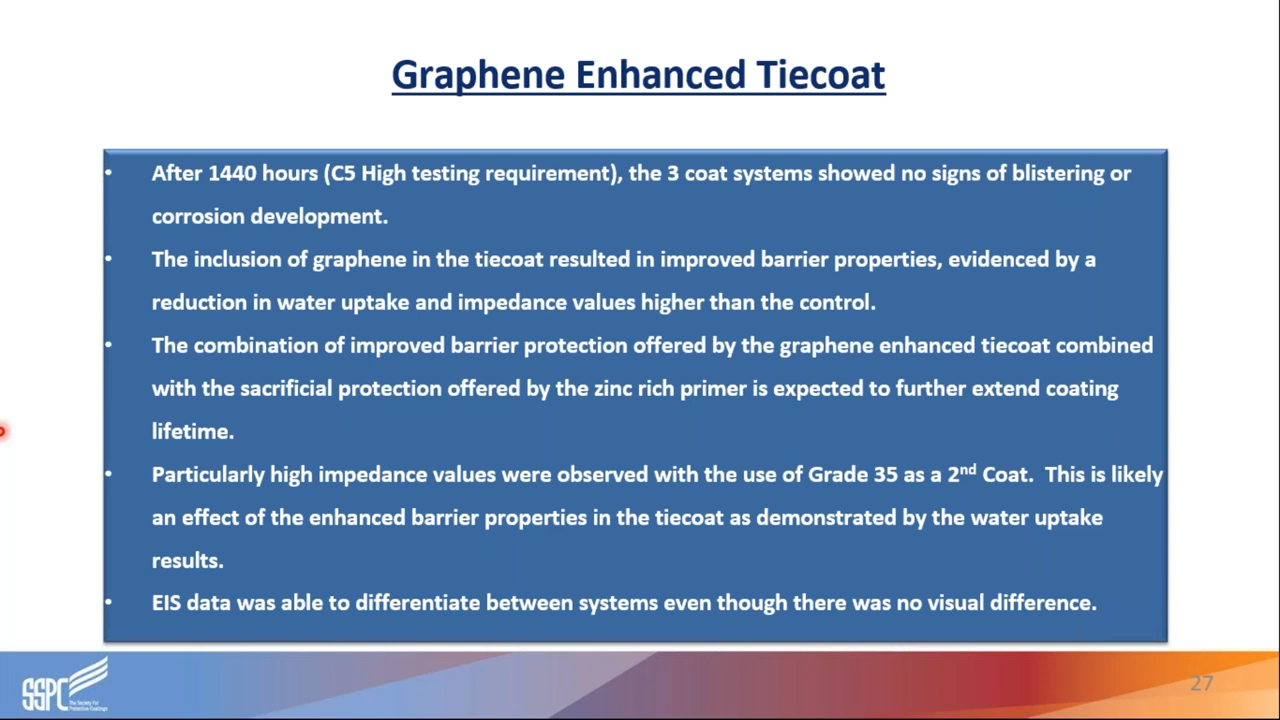 Graphene Enhanced Tiecoat
• After 1440 hours (C5 High testing requirement), the 3 coat systems showed no signs of blistering or
corrosion development.
• The inclusion of graphene in the tiecoat resulted in improved barrier properties, evidenced by a
reduction in water uptake and impedance values higher than the control.
• The combination of improved barrier protection offered by the graphene enhanced tiecoat combined
with the sacrificial protection offered by the zinc rich primer is expected to further extend coating
lifetime.
• Particularly high impedance values were observed with the use of Grade 35 as a 2nd Coat. This is likely
an effect of the enhanced barrier properties in the tiecoat as demonstrated by the water uptake
results.
• EIS data was able to differentiate between systems even though there was no visual difference.
SSPC
The Society for
Protective Coatings
27